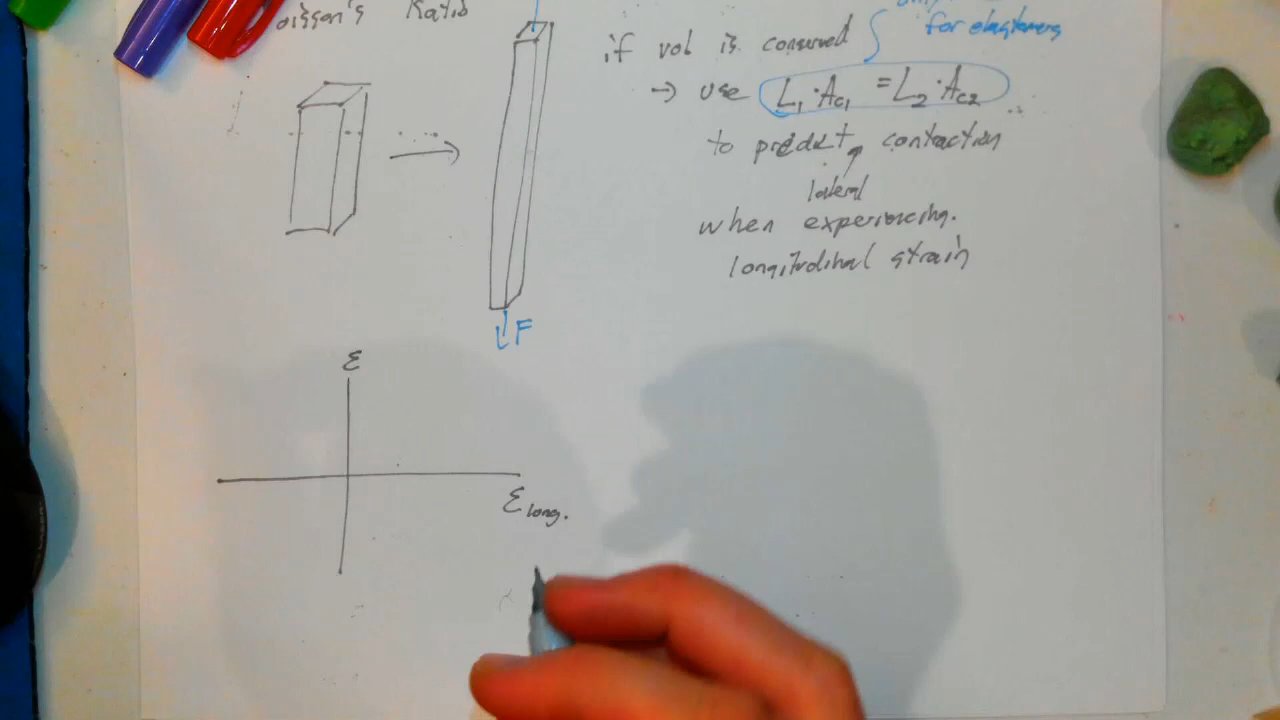 Ratio
if vol is conserved
for elastomers
→ use L₁·Ac₁ = L₂·Ac₂
to predict, contraction
lateral
when experiencing.
longitudinal strain
F
ε
ε long.